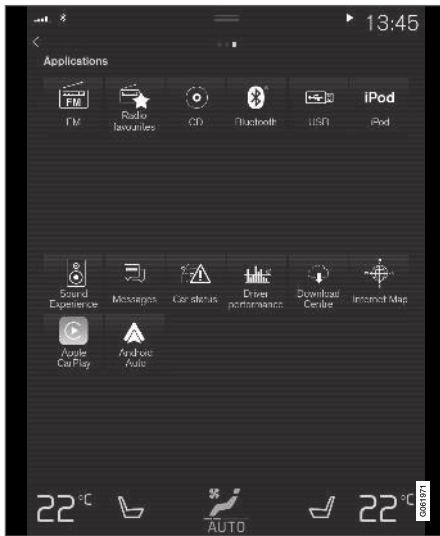 13:45
Applications
FM
iPod
FM
Radio
favourites
CD
Bluetooth
USB
iPod
Sound
Experience
Messages
Car status
Driver
performance
Download
Centre
Internet Map
Apple
CarPlay
Android
Auto
22°C
AUTO
22°C
G061971